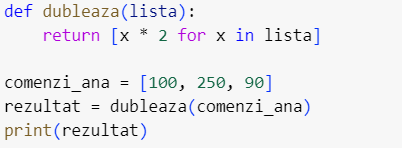 def dubleaza(lista):
    return [x * 2 for x in lista]

comenzi_ana = [100, 250, 90]
rezultat = dubleaza(comenzi_ana)
print(rezultat)